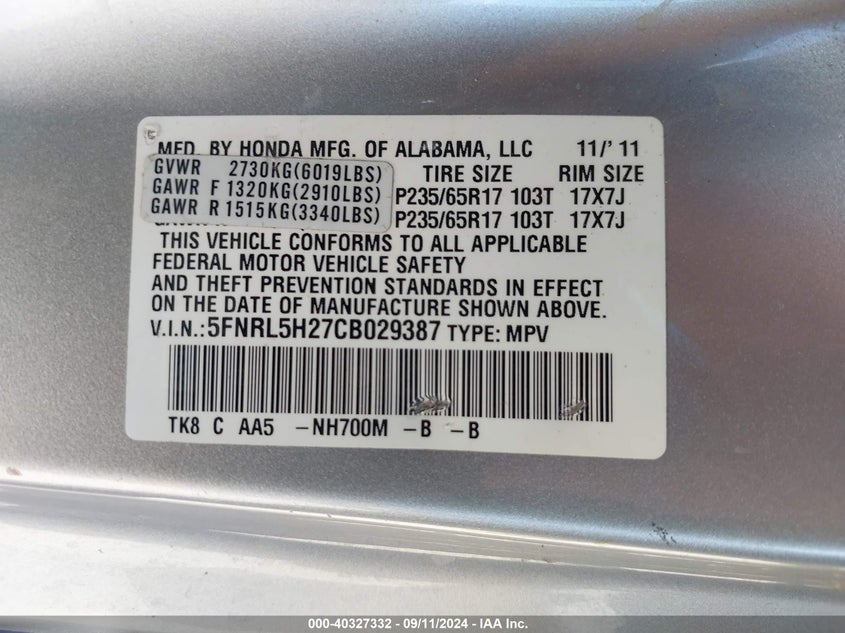 MFD. BY HONDA MFG. OF ALABAMA, LLC 11/'11
GVWR 2730KG(6019LBS) TIRE SIZE RIM SIZE
GAWR F 1320KG(2910LBS) P235/65R17 103T 17X7J
GAWR R 1515KG(3340LBS) P235/65R17 103T 17X7J
THIS VEHICLE CONFORMS TO ALL APPLICABLE
FEDERAL MOTOR VEHICLE SAFETY
AND THEFT PREVENTION STANDARDS IN EFFECT
ON THE DATE OF MANUFACTURE SHOWN ABOVE.
V.I.N.:5FNRL5H27CB029387 TYPE: MPV
TK8 C AA5 -NH700M -B -B
000-40327332 - 09/11/2024 - IAA Inc.